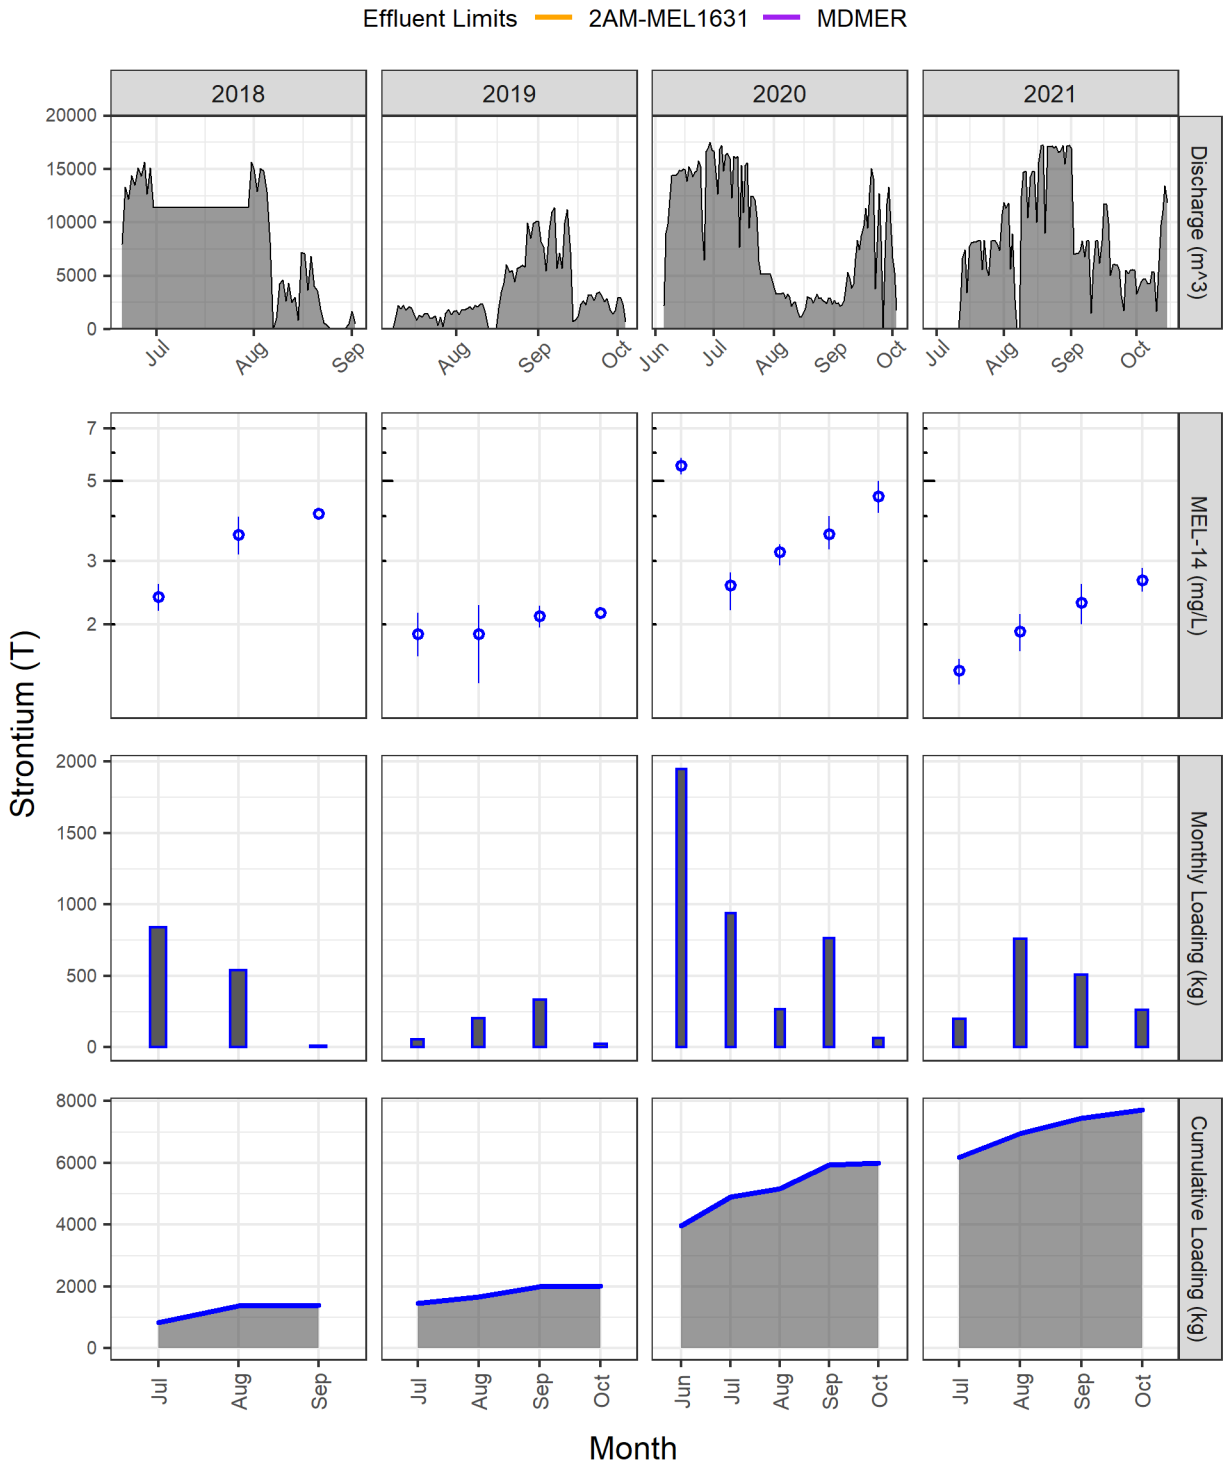 Effluent Limits 2AM-MEL1631 MDMER
2018 2019 2020 2021
20000
15000
10000
5000
0
Discharge (m^3)
Jul Aug Sep Aug Sep Oct Jun Jul Aug Sep Oct Jul Aug Sep Oct
7
5
3
2
MEL-14 (mg/L)
Strontium (T)
2000
1500
1000
500
0
Monthly Loading (kg)
8000
6000
4000
2000
0
Cumulative Loading (kg)
Jul Aug Sep Jul Aug Sep Oct Jun Jul Aug Sep Oct Jul Aug Sep Oct
Month